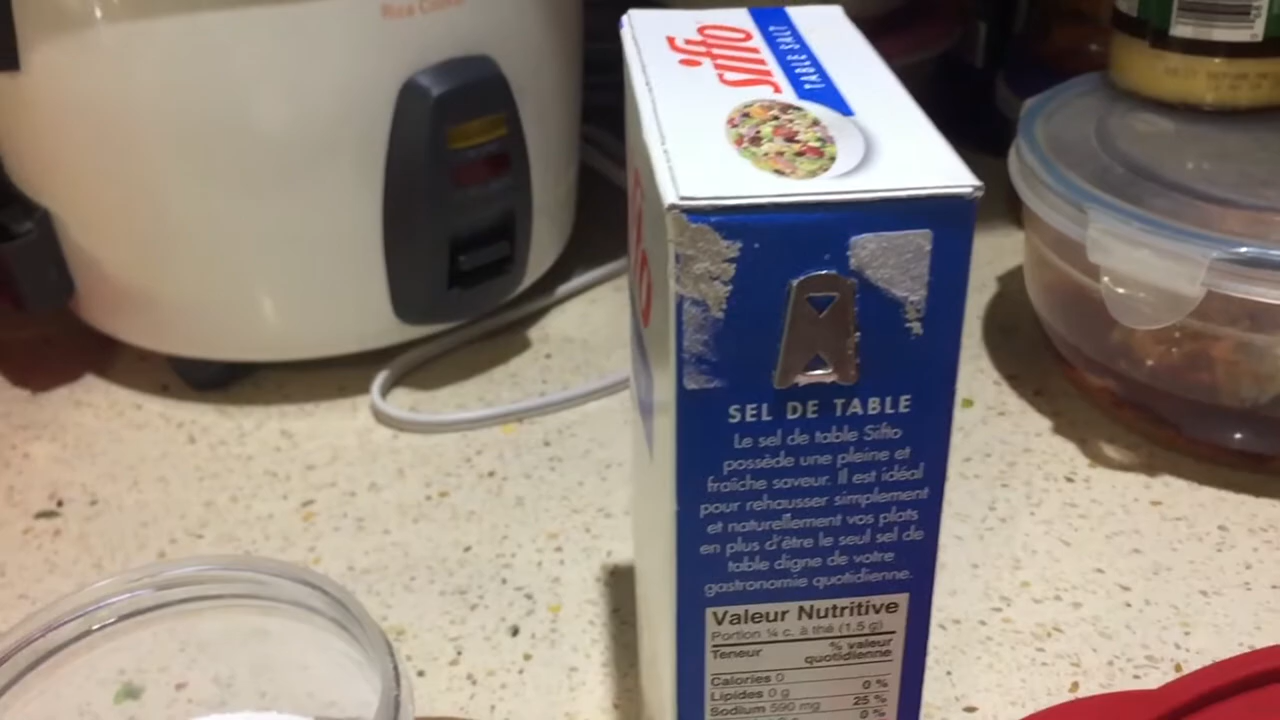 Rice Cooker
sifto
TABLE SALT
SEL DE TABLE
Le sel de table Sifto
possède une pleine et
fraîche saveur. Il est idéal
pour rehausser simplement
et naturellement vos plats
en plus d'être le seul sel de
table digne de votre
gastronomie quotidienne.
Valeur Nutritive
Portion ¼ c. à thé (1.5 g)
Teneur % valeur
quotidienne
Calories 0
Lipides 0 g 0 %
Sodium 590 mg 25 %
0 %